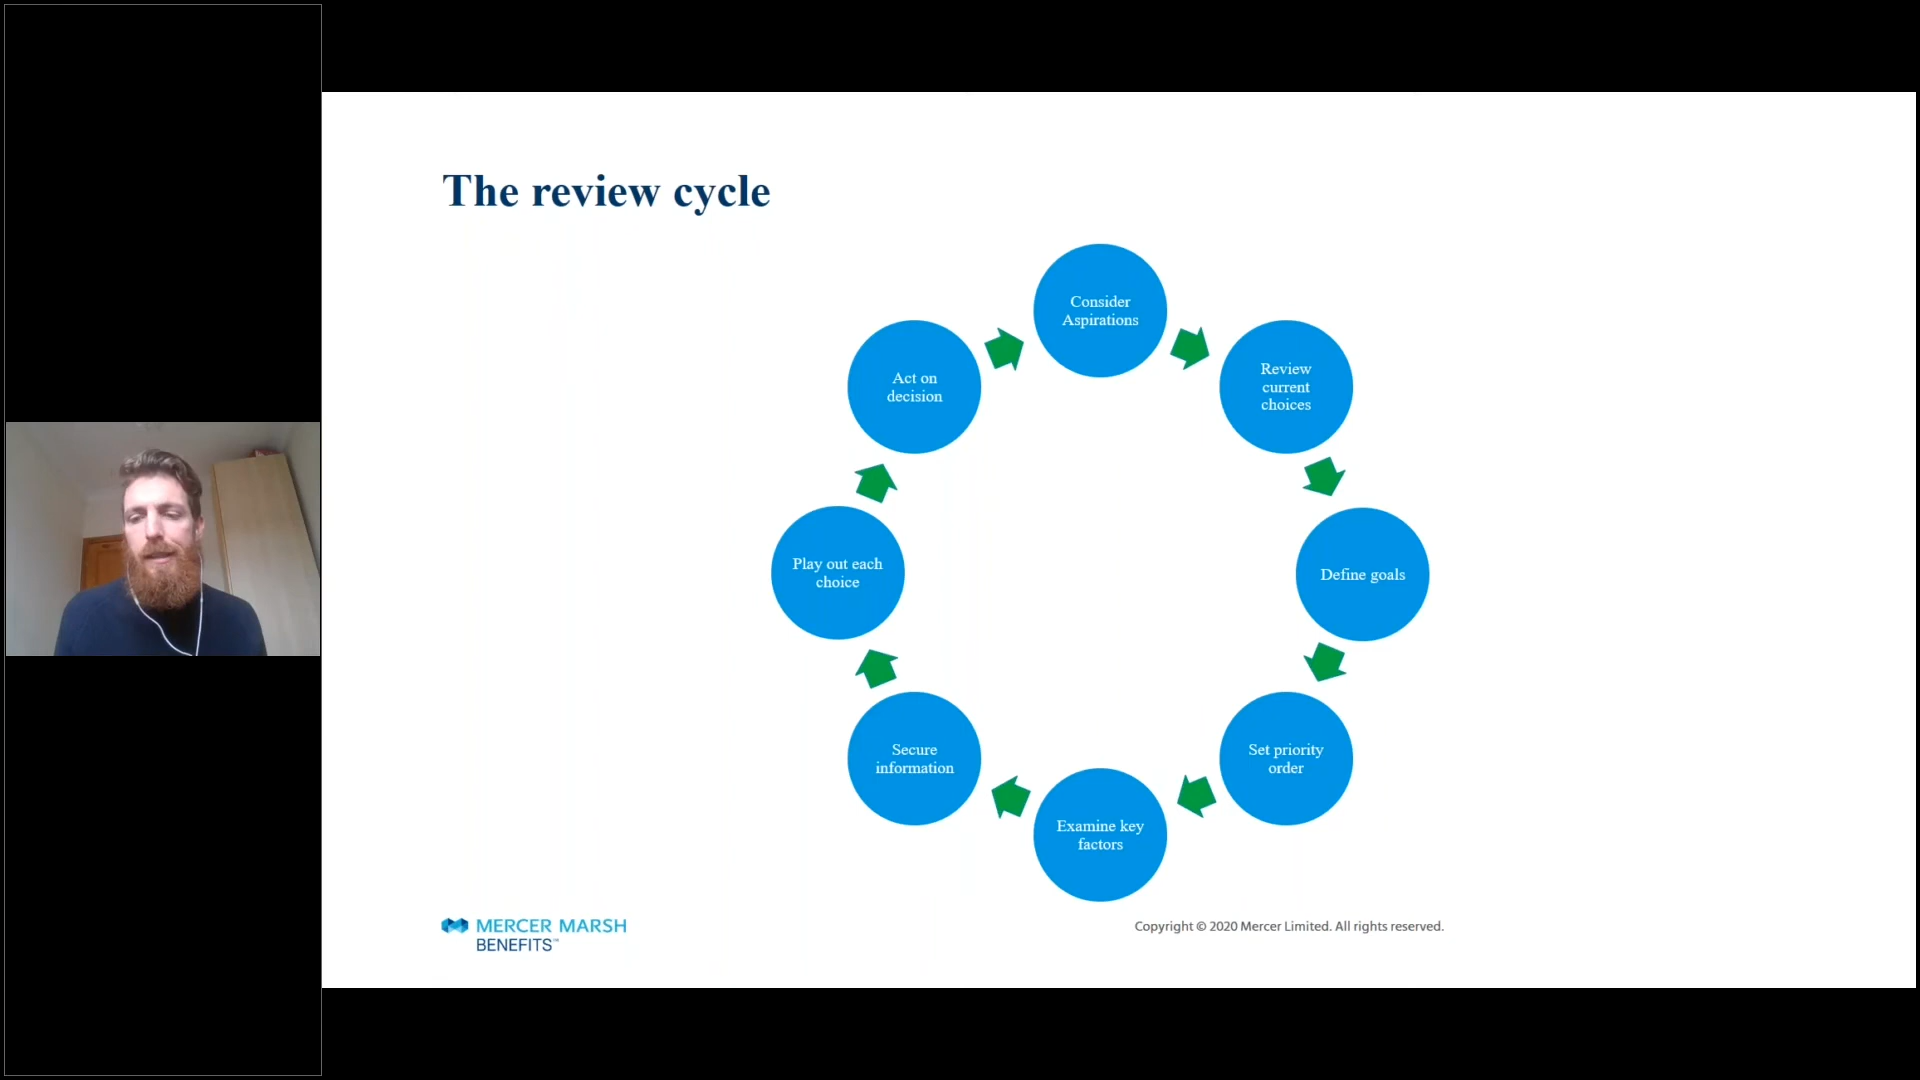 The review cycle
Consider
Aspirations
Review
current
choices
Define goals
Set priority
order
Examine key
factors
Secure
information
Play out each
choice
Act on
decision
MERCER MARSH
BENEFITS™
Copyright © 2020 Mercer Limited. All rights reserved.